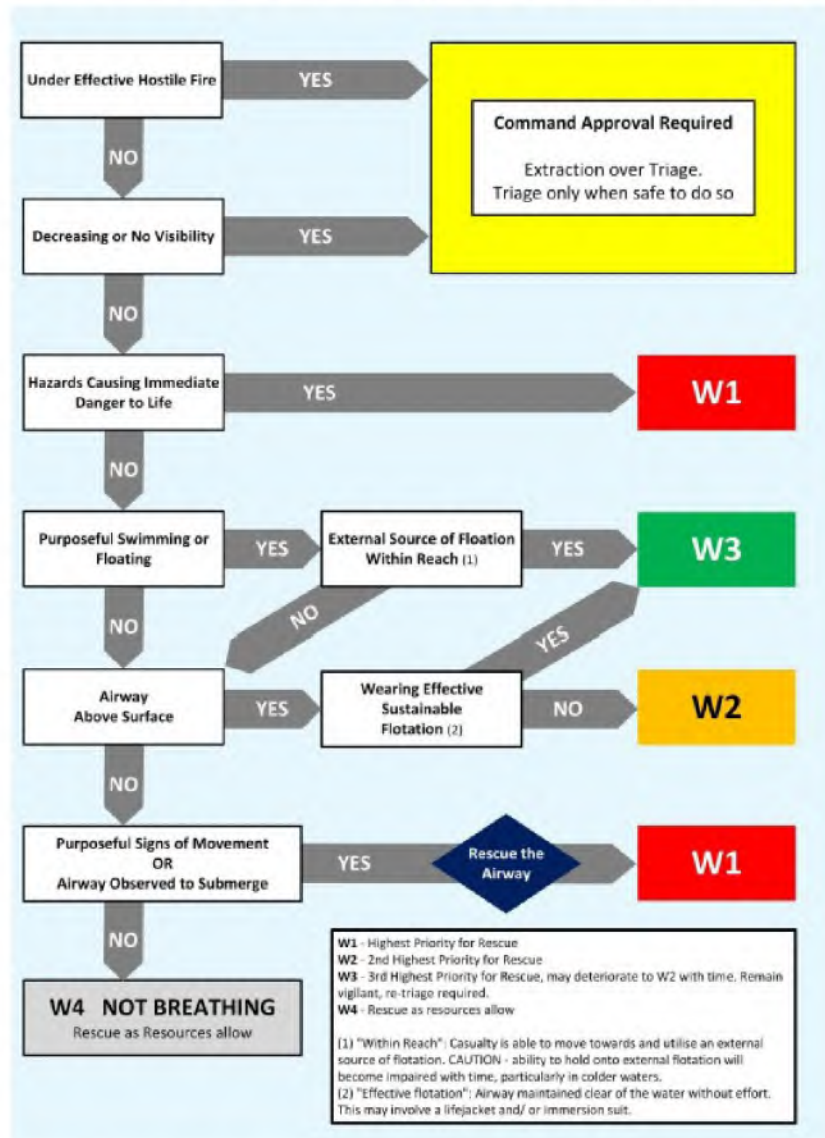 Under Effective Hostile Fire
YES
Command Approval Required
Extraction over Triage.
Triage only when safe to do so
NO
Decreasing or No Visibility
YES
NO
Hazards Causing Immediate
Danger to Life
YES
W1
NO
Purposeful Swimming or
Floating
YES
External Source of Floation
Within Reach (1)
YES
W3
NO
NO
YES
Airway
Above Surface
YES
Wearing Effective
Sustainable
Flotation (2)
NO
W2
NO
Purposeful Signs of Movement
OR
Airway Observed to Submerge
YES
Rescue the
Airway
W1
NO
W4 NOT BREATHING
Rescue as Resources allow
W1 - Highest Priority for Rescue
W2 - 2nd Highest Priority for Rescue
W3 - 3rd Highest Priority for Rescue, may deteriorate to W2 with time. Remain
vigilant, re-triage required.
W4 - Rescue as resources allow
(1) "Within Reach": Casualty is able to move towards and utilise an external
source of flotation. CAUTION - ability to hold onto external flotation will
become impaired with time, particularly in colder waters.
(2) "Effective flotation": Airway maintained clear of the water without effort.
This may involve a lifejacket and/ or immersion suit.